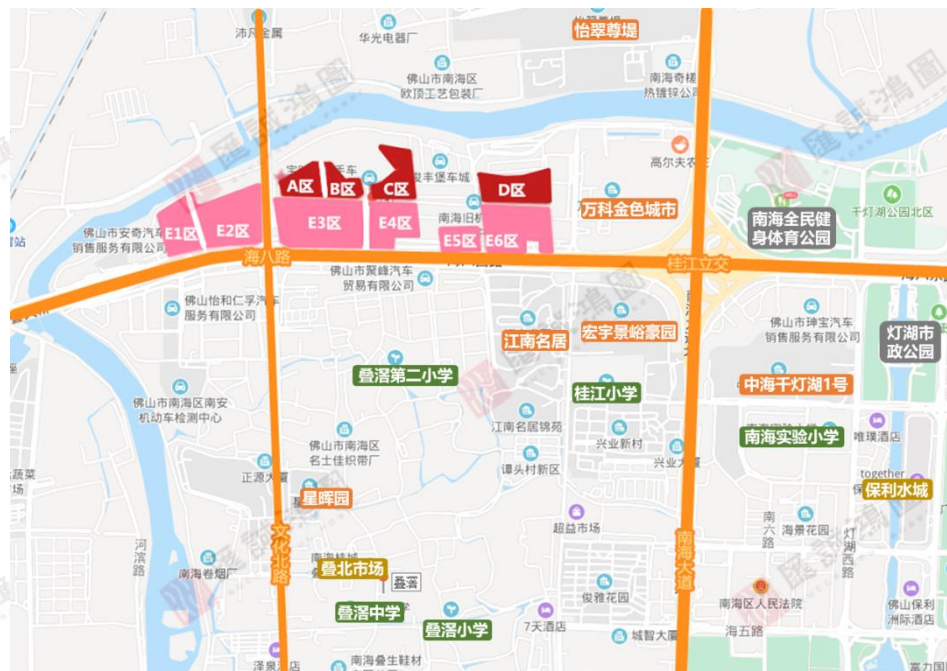 怡翠尊堤
华光电器厂
佛山市南海区
欧顶工艺包装厂
南海奇槎
热镀锌公司
匯誠鴻圖
A区
B区
C区
D区
万科金色城市
南海全民健
身体育公园
千灯湖公园北区
E1区
E2区
E3区
E4区
E5区
E6区
佛山市安奇汽车
销售服务有限公司
海八路
桂江立交
佛山市聚峰汽车
贸易有限公司
佛山怡和仁孚汽车
服务有限公司
江南名居
宏宇景峪豪园
佛山市珅宝汽车
销售服务有限公司
灯湖市
政公园
叠滘第二小学
桂江小学
中海千灯湖1号
佛山市南海区南安
机动车检测中心
江南名居锦苑
兴业新村
南海实验小学
唯璞酒店
佛山市南海区
名士佳织带厂
正源大厦
谭头村新区
兴业大厦
together
保利水城
星晖园
超益市场
海景花园
南六路
灯湖西路
河滨路
文化北路
南海大道
南海卷烟厂
叠北市场
叠滘
俊雅花园
南海区人民法院
叠滘中学
叠滘小学
7天酒店
城智大厦
海五路
佛山保利
洲际酒店
南海叠生鞋材